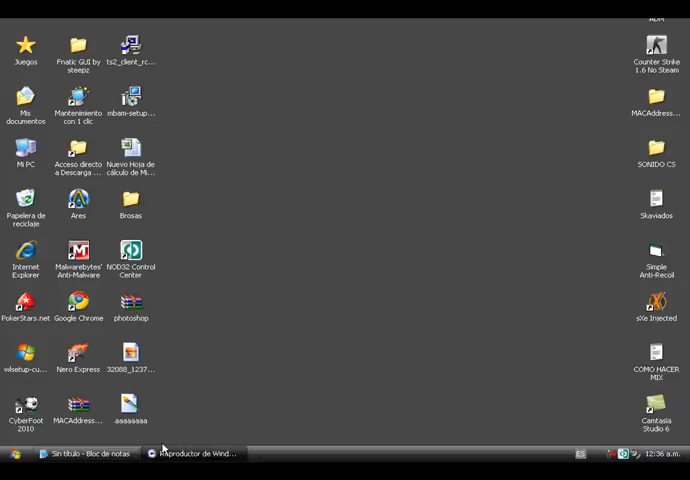 ADM
Juegos
Fnatic GUI by
steepz
ts2_client_rc...
Counter Strike
1.6 No Steam
Mis
documentos
Mantenimiento
con 1 clic
mbam-setup...
MACAddress...
Mi PC
Acceso directo
a Descarga ...
Nuevo Hoja de
cálculo de Mi...
SONIDO CS
Papelera de
reciclaje
Ares
Brosas
Skaviados
Internet
Explorer
Malwarebytes'
Anti-Malware
NOD32 Control
Center
Simple
Anti-Recoil
PokerStars.net
Google Chrome
photoshop
sXe Injected
wlsetup-cu...
Nero Express
32088_1237...
COMO HACER
MIX
CyberFoot
2010
MACAddress...
aaaaaaaa
Camtasia
Studio 6
Sin título - Bloc de notas
Reproductor de Wind...
ES
12:36 a.m.